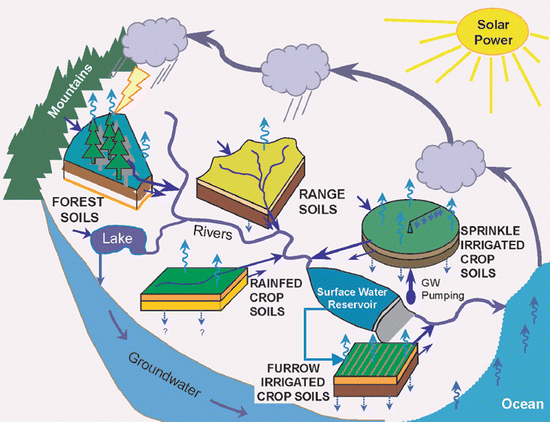 Solar
Power
Mountains
FOREST
SOILS
RANGE
SOILS
Lake
Rivers
SPRINKLE
IRRIGATED
CROP
SOILS
GW
Pumping
RAINFED
CROP
SOILS
? ?
Surface Water
Reservoir
Groundwater
FURROW
IRRIGATED
CROP SOILS
Ocean